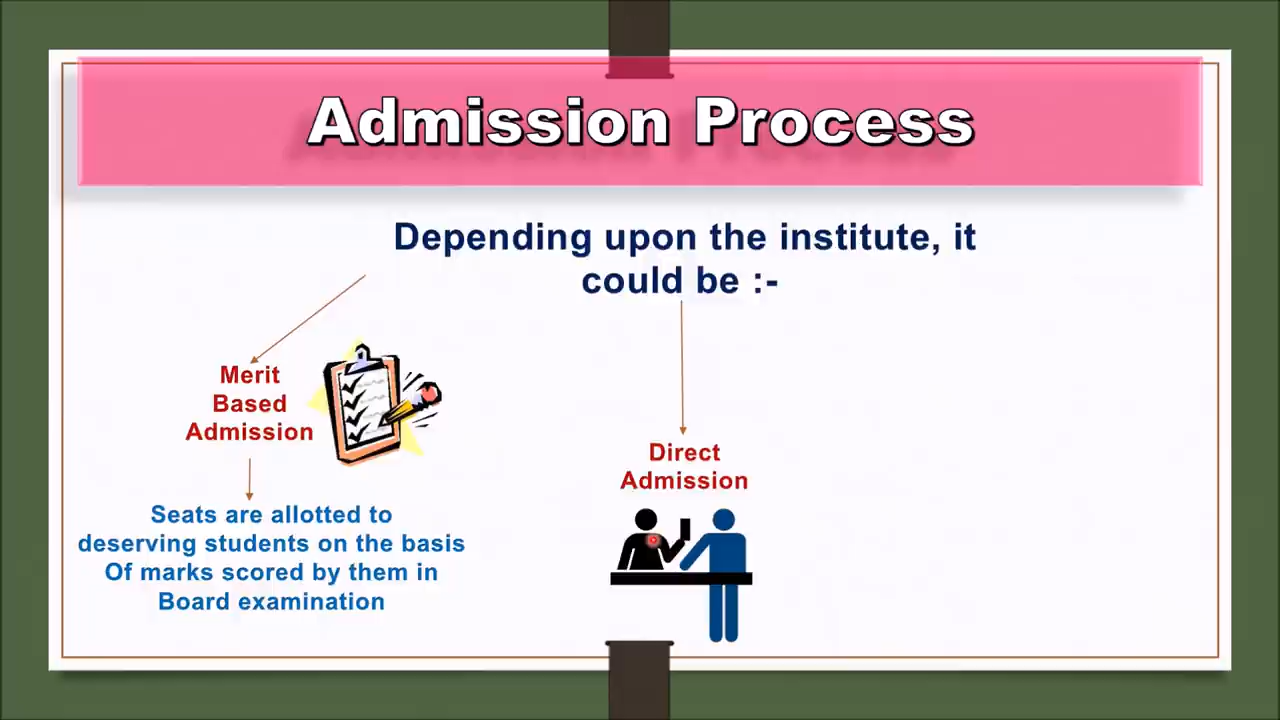 Admission Process
Depending upon the institute, it
could be :-
Merit
Based
Admission
Seats are allotted to
deserving students on the basis
Of marks scored by them in
Board examination
Direct
Admission